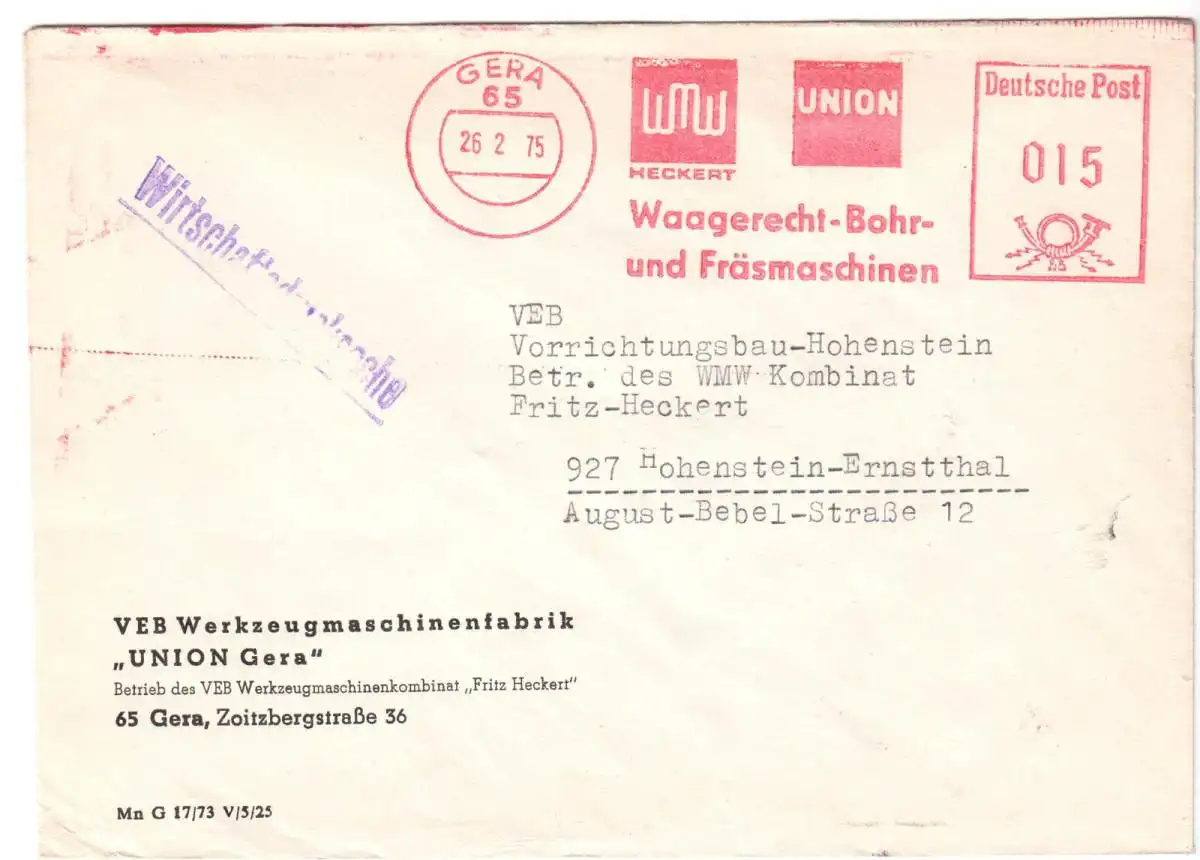 GERA
65
26 2 75
WMW
HECKERT
UNION
Waagerecht-Bohr-
und Fräsmaschinen
Deutsche Post
015
Wirtschaftsdrucksache
VEB
Vorrichtungsbau-Hohenstein
Betr. des WMW Kombinat
Fritz-Heckert
927 Hohenstein-Ernstthal
August-Bebel-Straße 12
VEB Werkzeugmaschinenfabrik
„UNION Gera"
Betrieb des VEB Werkzeugmaschinenkombinat „Fritz Heckert"
65 Gera, Zoitzbergstraße 36
Mn G 17/73 V/5/25